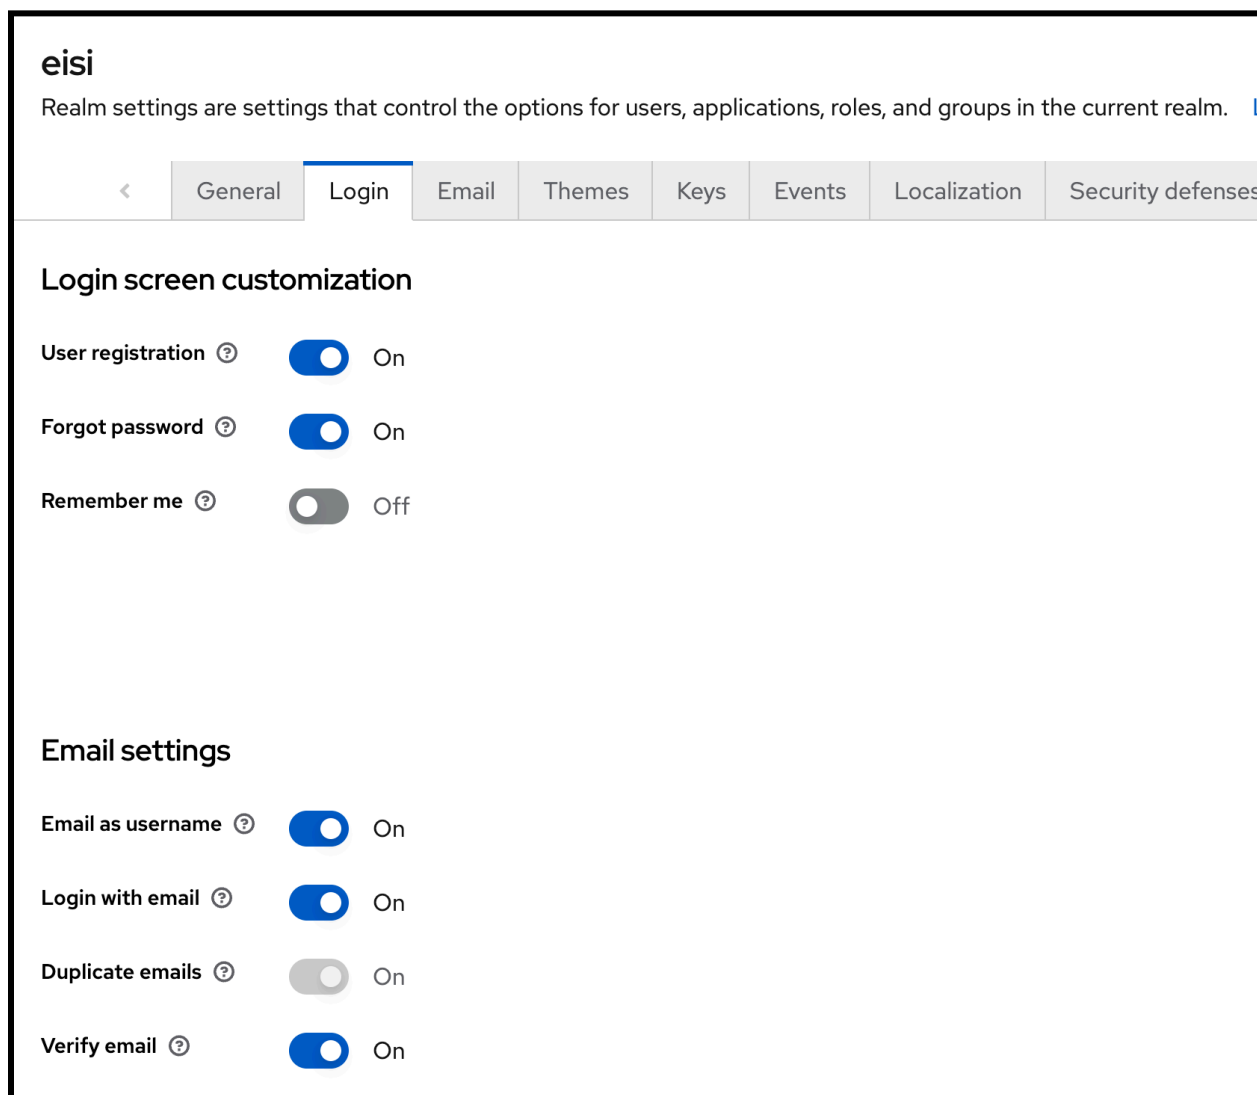 eisi
Realm settings are settings that control the options for users, applications, roles, and groups in the current realm.
General Login Email Themes Keys Events Localization Security defenses
Login screen customization
User registration On
Forgot password On
Remember me Off
Email settings
Email as username On
Login with email On
Duplicate emails On
Verify email On